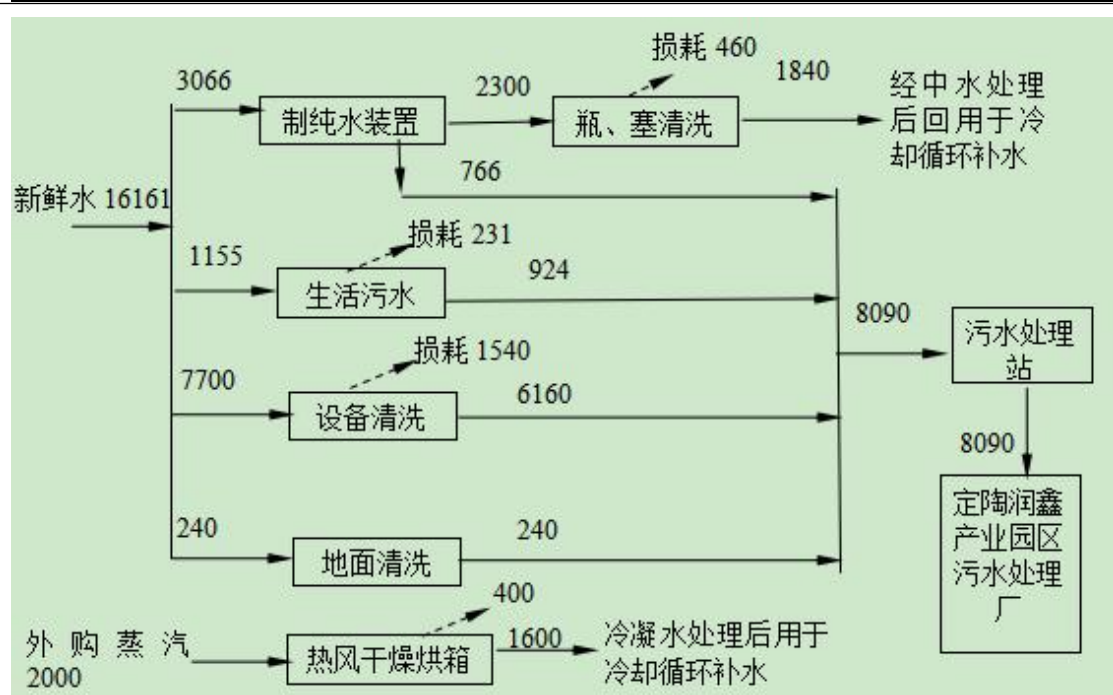 损耗 460
3066
2300
1840
经中水处理
后回用于冷
却循环补水
制纯水装置
瓶、塞清洗
766
新鲜水 16161
损耗 231
1155
924
生活污水
8090
污水处理
站
损耗 1540
7700
6160
设备清洗
8090
定陶润鑫
产业园区
污水处理
厂
240
240
地面清洗
400
外购蒸汽
2000
1600
冷凝水处理后用于
冷却循环补水
热风干燥烘箱